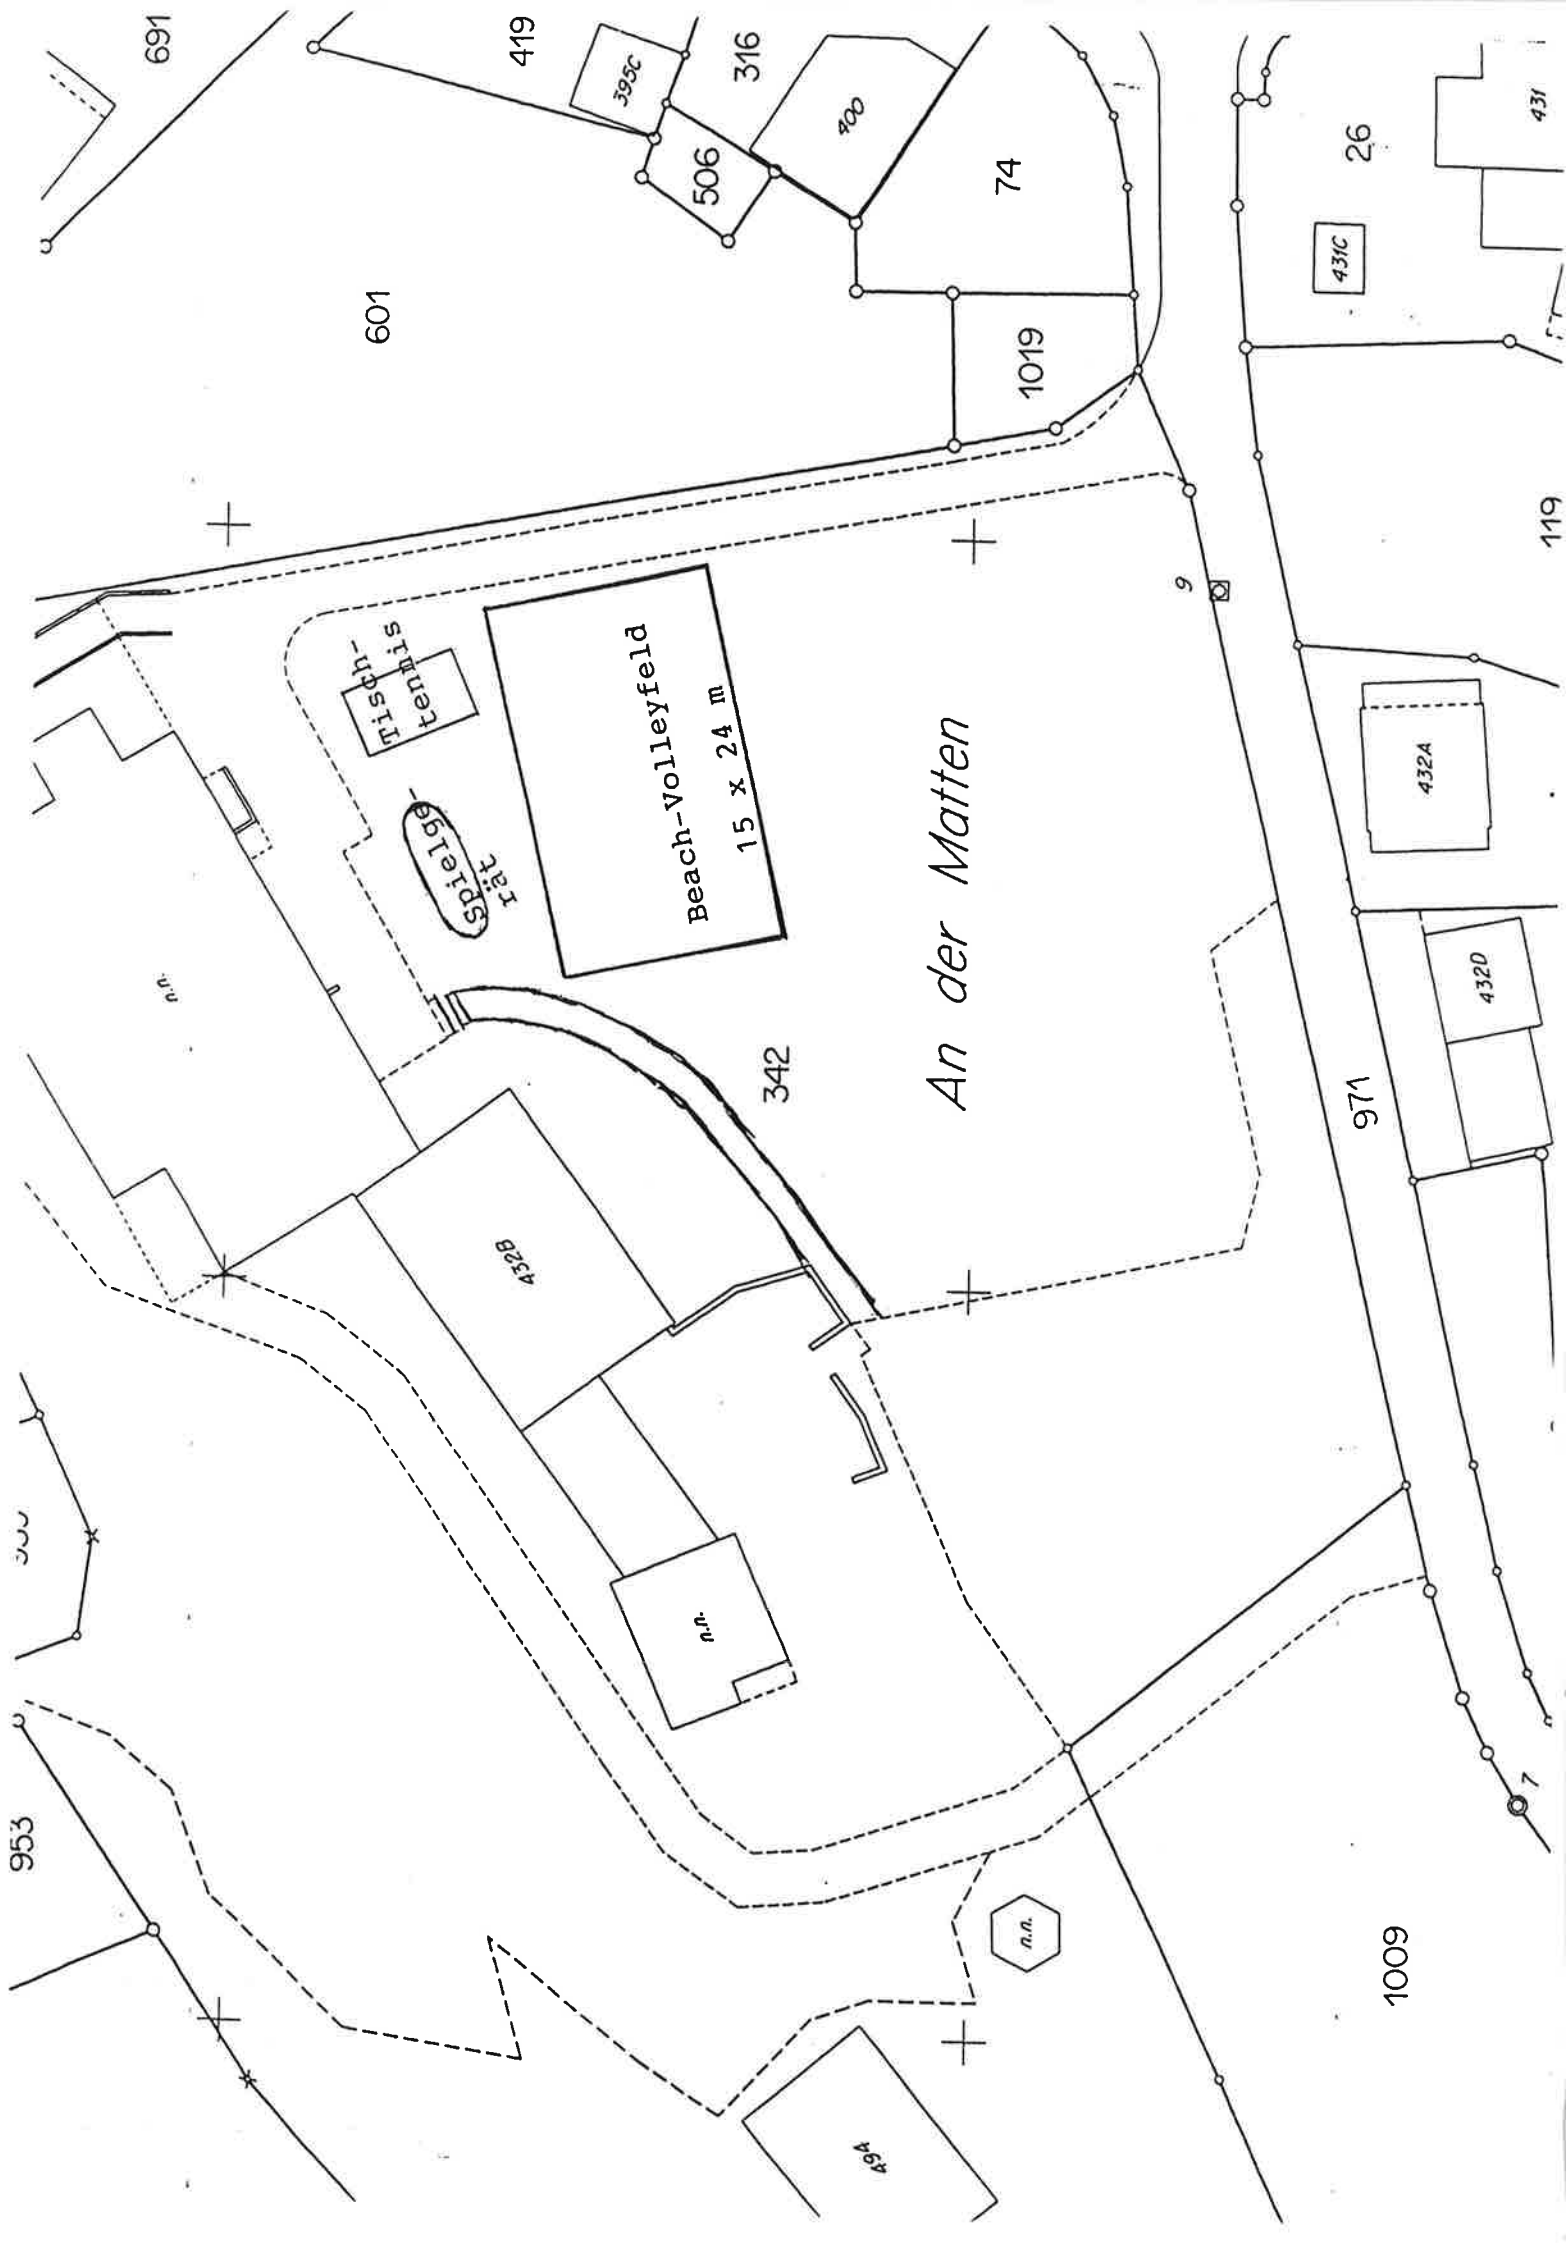 691
419
395C
316
400
506
74
26
431
431C
601
1019
119
9
Tisch-
tennis
Spielge-
rät
Beach-Volleyfeld
15 x 24 m
An der Matten
342
n.n.
432A
432D
971
432B
n.n.
953
n.n.
494
1009
7